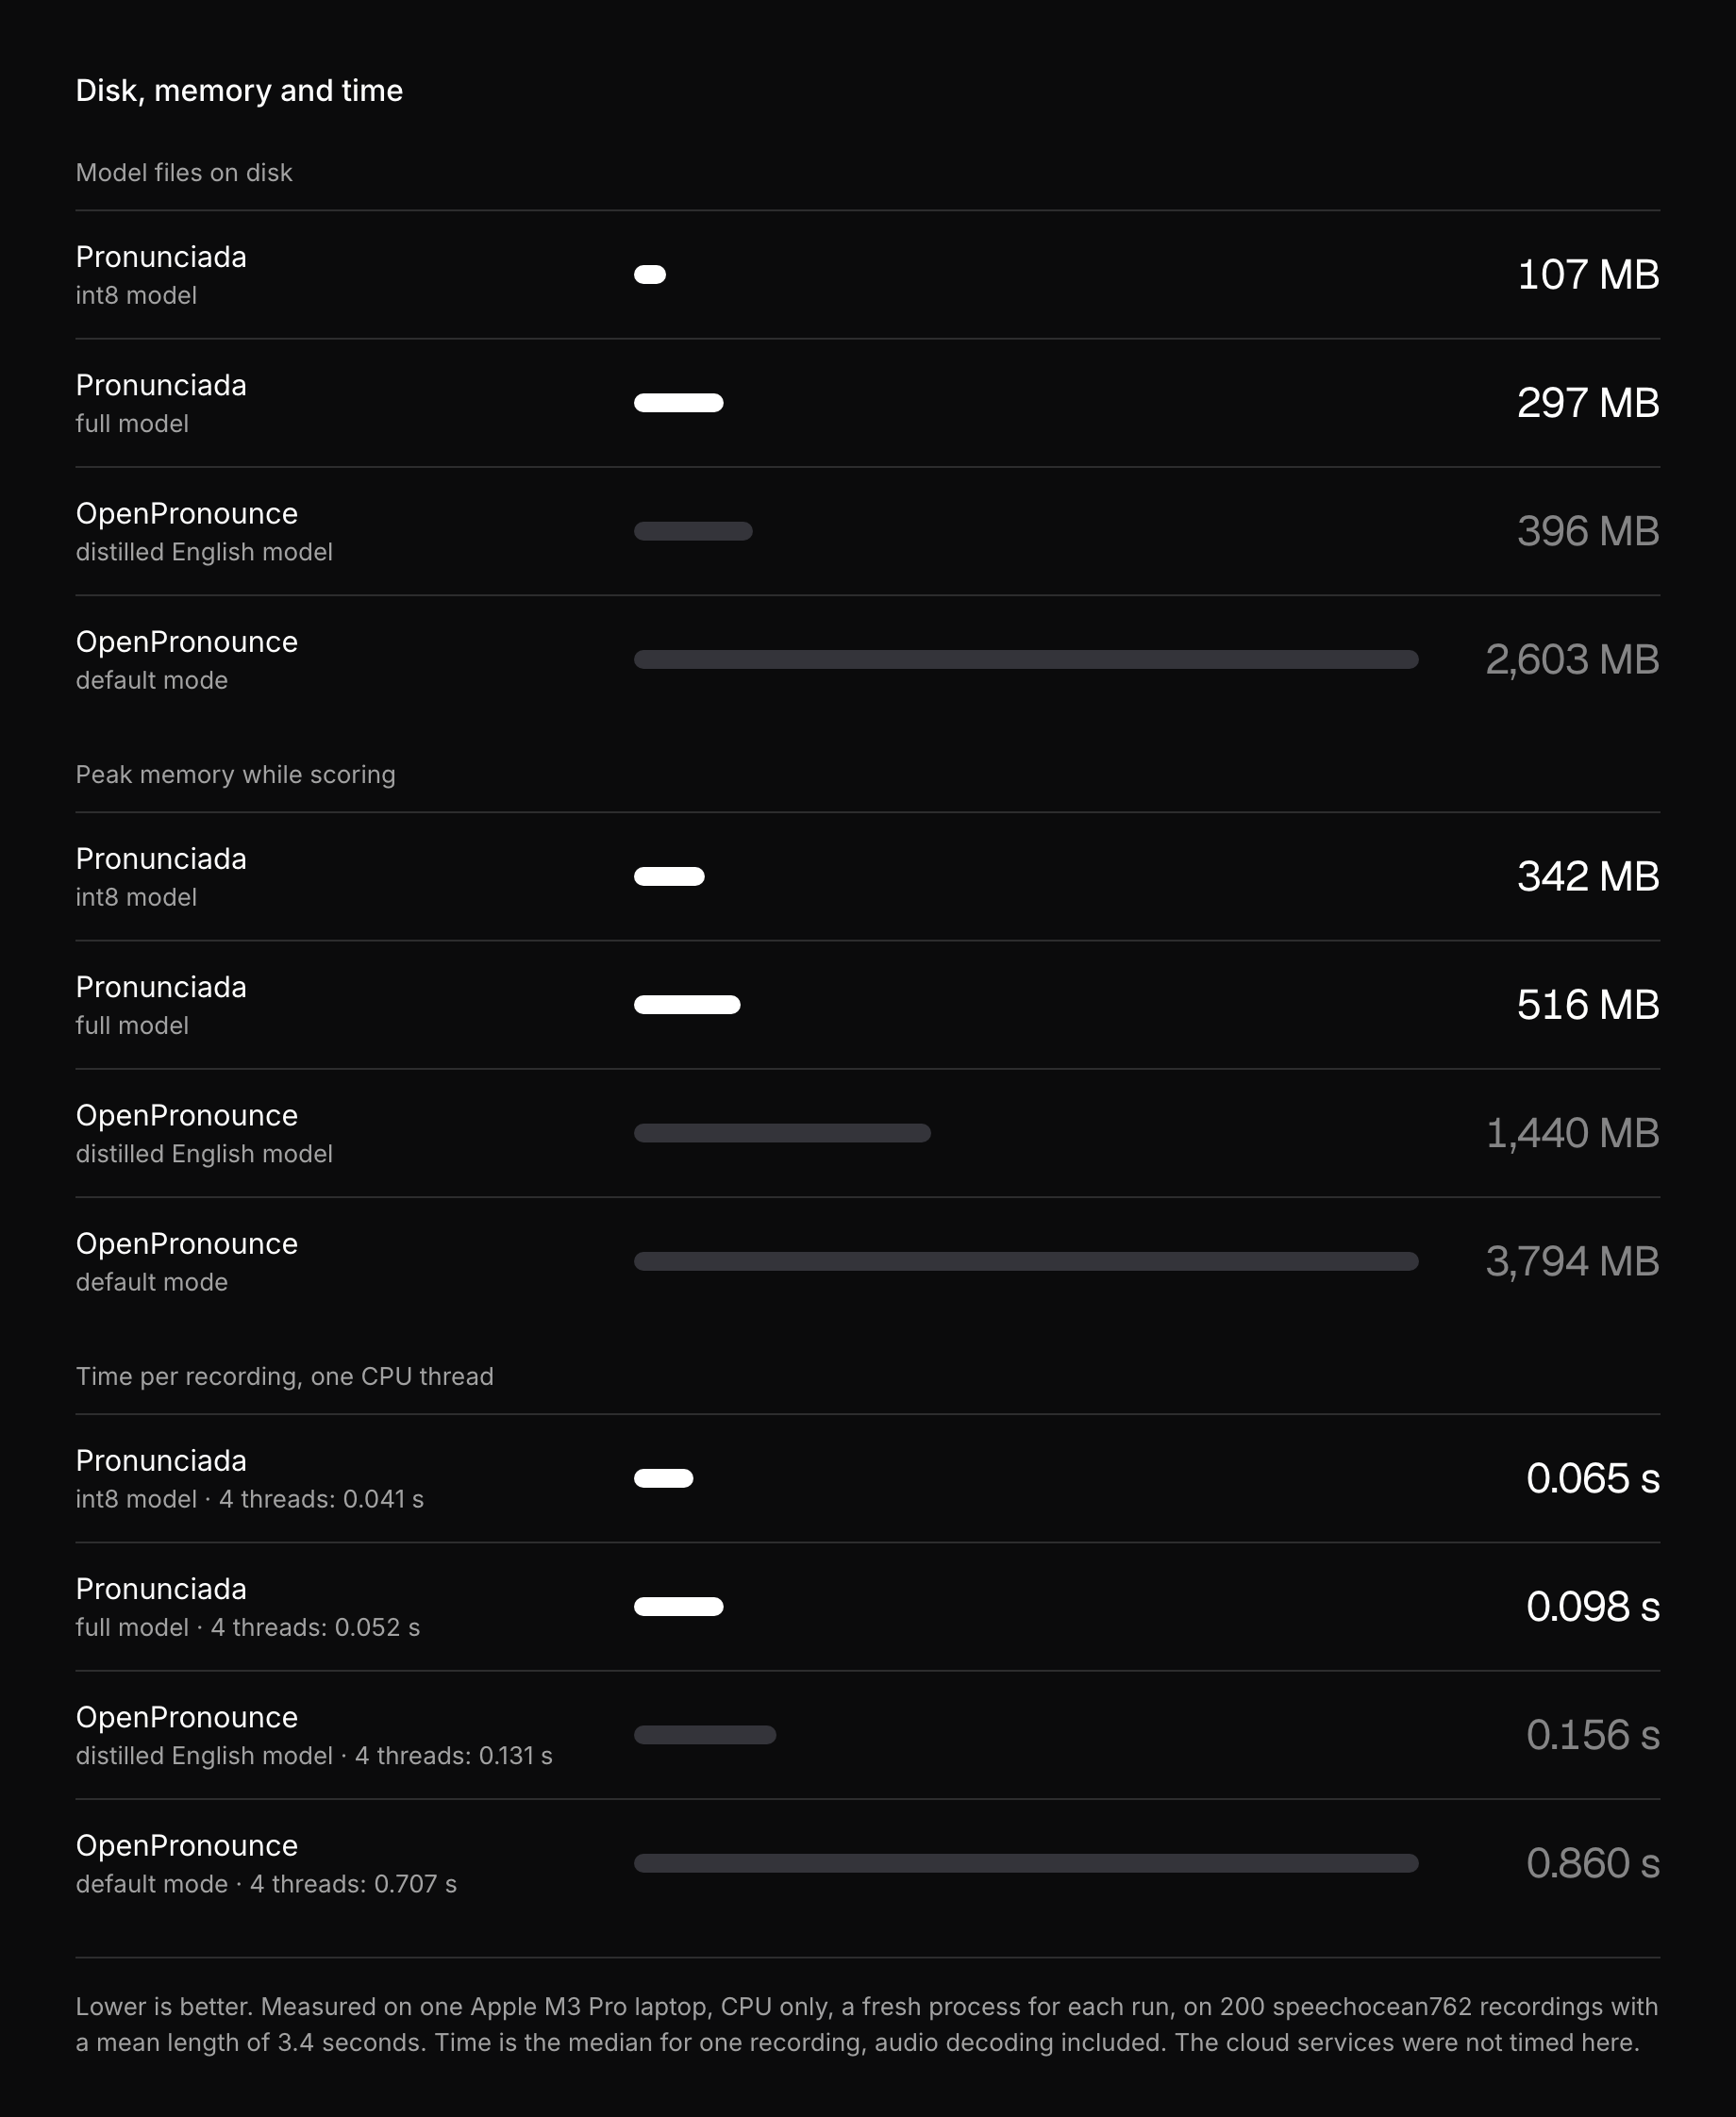 Disk, memory and time
Model files on disk
Pronunciada
int8 model
107 MB
Pronunciada
full model
297 MB
OpenPronounce
distilled English model
396 MB
OpenPronounce
default mode
2,603 MB
Peak memory while scoring
Pronunciada
int8 model
342 MB
Pronunciada
full model
516 MB
OpenPronounce
distilled English model
1,440 MB
OpenPronounce
default mode
3,794 MB
Time per recording, one CPU thread
Pronunciada
int8 model · 4 threads: 0.041 s
0.065 s
Pronunciada
full model · 4 threads: 0.052 s
0.098 s
OpenPronounce
distilled English model · 4 threads: 0.131 s
0.156 s
OpenPronounce
default mode · 4 threads: 0.707 s
0.860 s
Lower is better. Measured on one Apple M3 Pro laptop, CPU only, a fresh process for each run, on 200 speechocean762 recordings with
a mean length of 3.4 seconds. Time is the median for one recording, audio decoding included. The cloud services were not timed here.